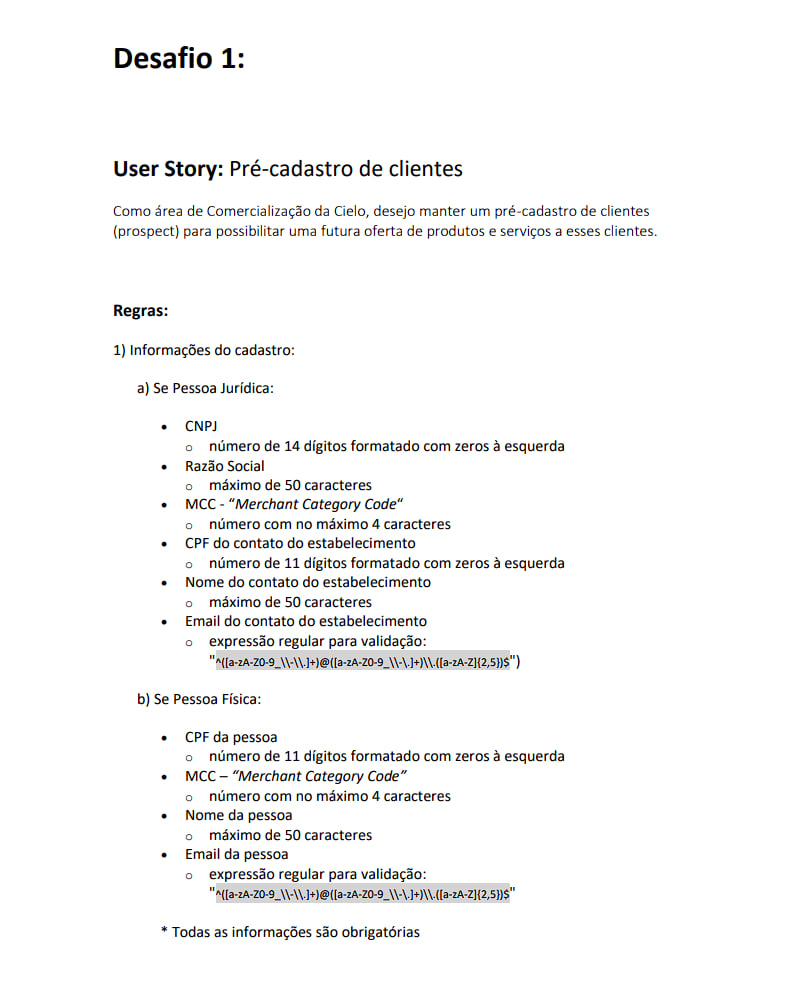 Desafio 1:
User Story: Pré-cadastro de clientes
Como área de Comercialização da Cielo, desejo manter um pré-cadastro de clientes
(prospect) para possibilitar uma futura oferta de produtos e serviços a esses clientes.
Regras:
1) Informações do cadastro:
a) Se Pessoa Jurídica:
• CNPJ
o número de 14 dígitos formatado com zeros à esquerda
• Razão Social
o máximo de 50 caracteres
• MCC - “Merchant Category Code“
o número com no máximo 4 caracteres
• CPF do contato do estabelecimento
o número de 11 dígitos formatado com zeros à esquerda
• Nome do contato do estabelecimento
o máximo de 50 caracteres
• Email do contato do estabelecimento
o expressão regular para validação:
"^([a-zA-Z0-9_\\-\\.]+)@([a-zA-Z0-9_\\-\.]+)\\.([a-zA-Z]{2,5})$")
b) Se Pessoa Física:
• CPF da pessoa
o número de 11 dígitos formatado com zeros à esquerda
• MCC – “Merchant Category Code”
o número com no máximo 4 caracteres
• Nome da pessoa
o máximo de 50 caracteres
• Email da pessoa
o expressão regular para validação:
"^([a-zA-Z0-9_\\-\\.]+)@([a-zA-Z0-9_\\-\.]+)\\.([a-zA-Z]{2,5})$"
* Todas as informações são obrigatórias